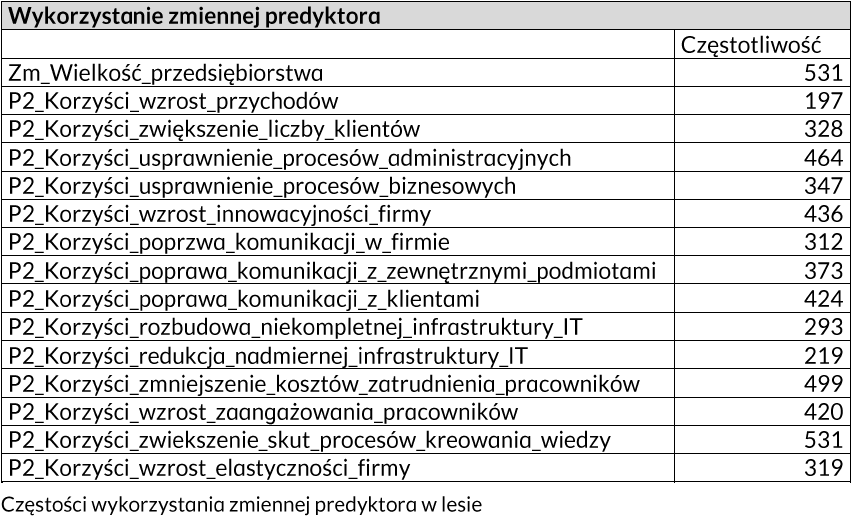 Wykorzystanie zmiennej predyktora
Częstotliwość
Zm_Wielkość_przedsiębiorstwa 531
P2_Korzyści_wzrost_przychodów 197
P2_Korzyści_zwiększenie_liczby_klientów 328
P2_Korzyści_usprawnienie_procesów_administracyjnych 464
P2_Korzyści_usprawnienie_procesów_biznesowych 347
P2_Korzyści_wzrost_innowacyjności_firmy 436
P2_Korzyści_poprzwa_komunikacji_w_firmie 312
P2_Korzyści_poprawa_komunikacji_z_zewnętrznymi_podmiotami 373
P2_Korzyści_poprawa_komunikacji_z_klientami 424
P2_Korzyści_rozbudowa_niekompletnej_infrastruktury_IT 293
P2_Korzyści_redukcja_nadmiernej_infrastruktury_IT 219
P2_Korzyści_zmniejszenie_kosztów_zatrudnienia_pracowników 499
P2_Korzyści_wzrost_zaangażowania_pracowników 420
P2_Korzyści_zwiekszenie_skut_procesów_kreowania_wiedzy 531
P2_Korzyści_wzrost_elastyczności_firmy 319
Częstości wykorzystania zmiennej predyktora w lesie